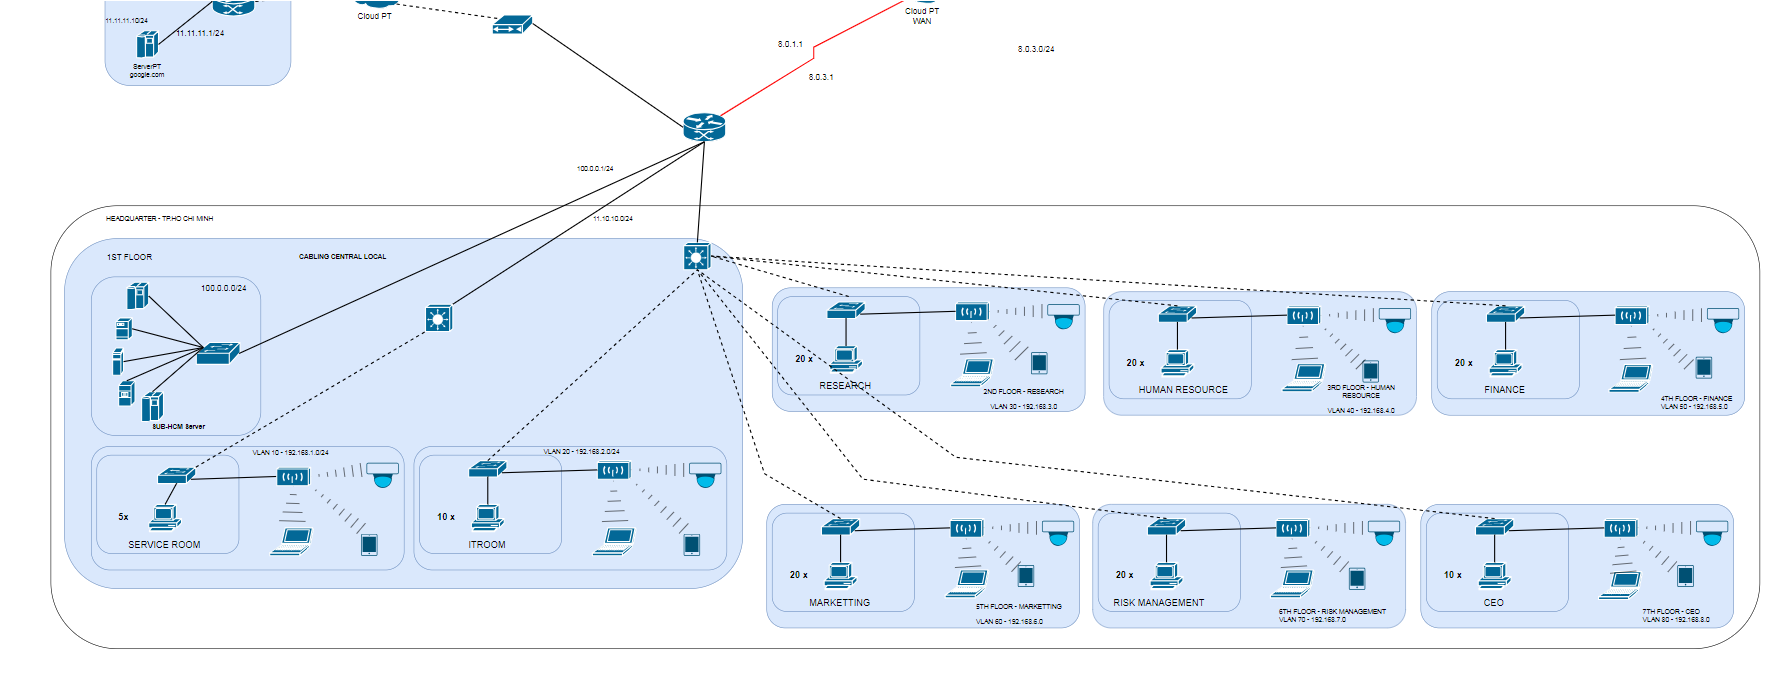 11.11.11.10/24
11.11.11.1/24
ServerPT
google.com
Cloud PT
Cloud PT
WAN
8.0.1.1
8.0.3.1
8.0.3.0/24
100.0.0.1/24
11.10.10.0/24
HEADQUARTER - TP.HO CHI MINH
1ST FLOOR
CABLING CENTRAL LOCAL
100.0.0.0/24
SUB-HCM Server
VLAN 10 - 192.168.1.0/24
5x
SERVICE ROOM
VLAN 20 - 192.168.2.0/24
10 x
ITROOM
20 x
RESEARCH
2ND FLOOR - RESEARCH
VLAN 30 - 192.168.3.0
20 x
HUMAN RESOURCE
3RD FLOOR - HUMAN
RESOURCE
VLAN 40 - 192.168.4.0
20 x
FINANCE
4TH FLOOR - FINANCE
VLAN 50 - 192.168.5.0
20 x
MARKETTING
5TH FLOOR - MARKETTING
VLAN 60 - 192.168.6.0
20 x
RISK MANAGEMENT
6TH FLOOR - RISK MANAGEMENT
VLAN 70 - 192.168.7.0
10 x
CEO
7TH FLOOR - CEO
VLAN 80 - 192.168.8.0